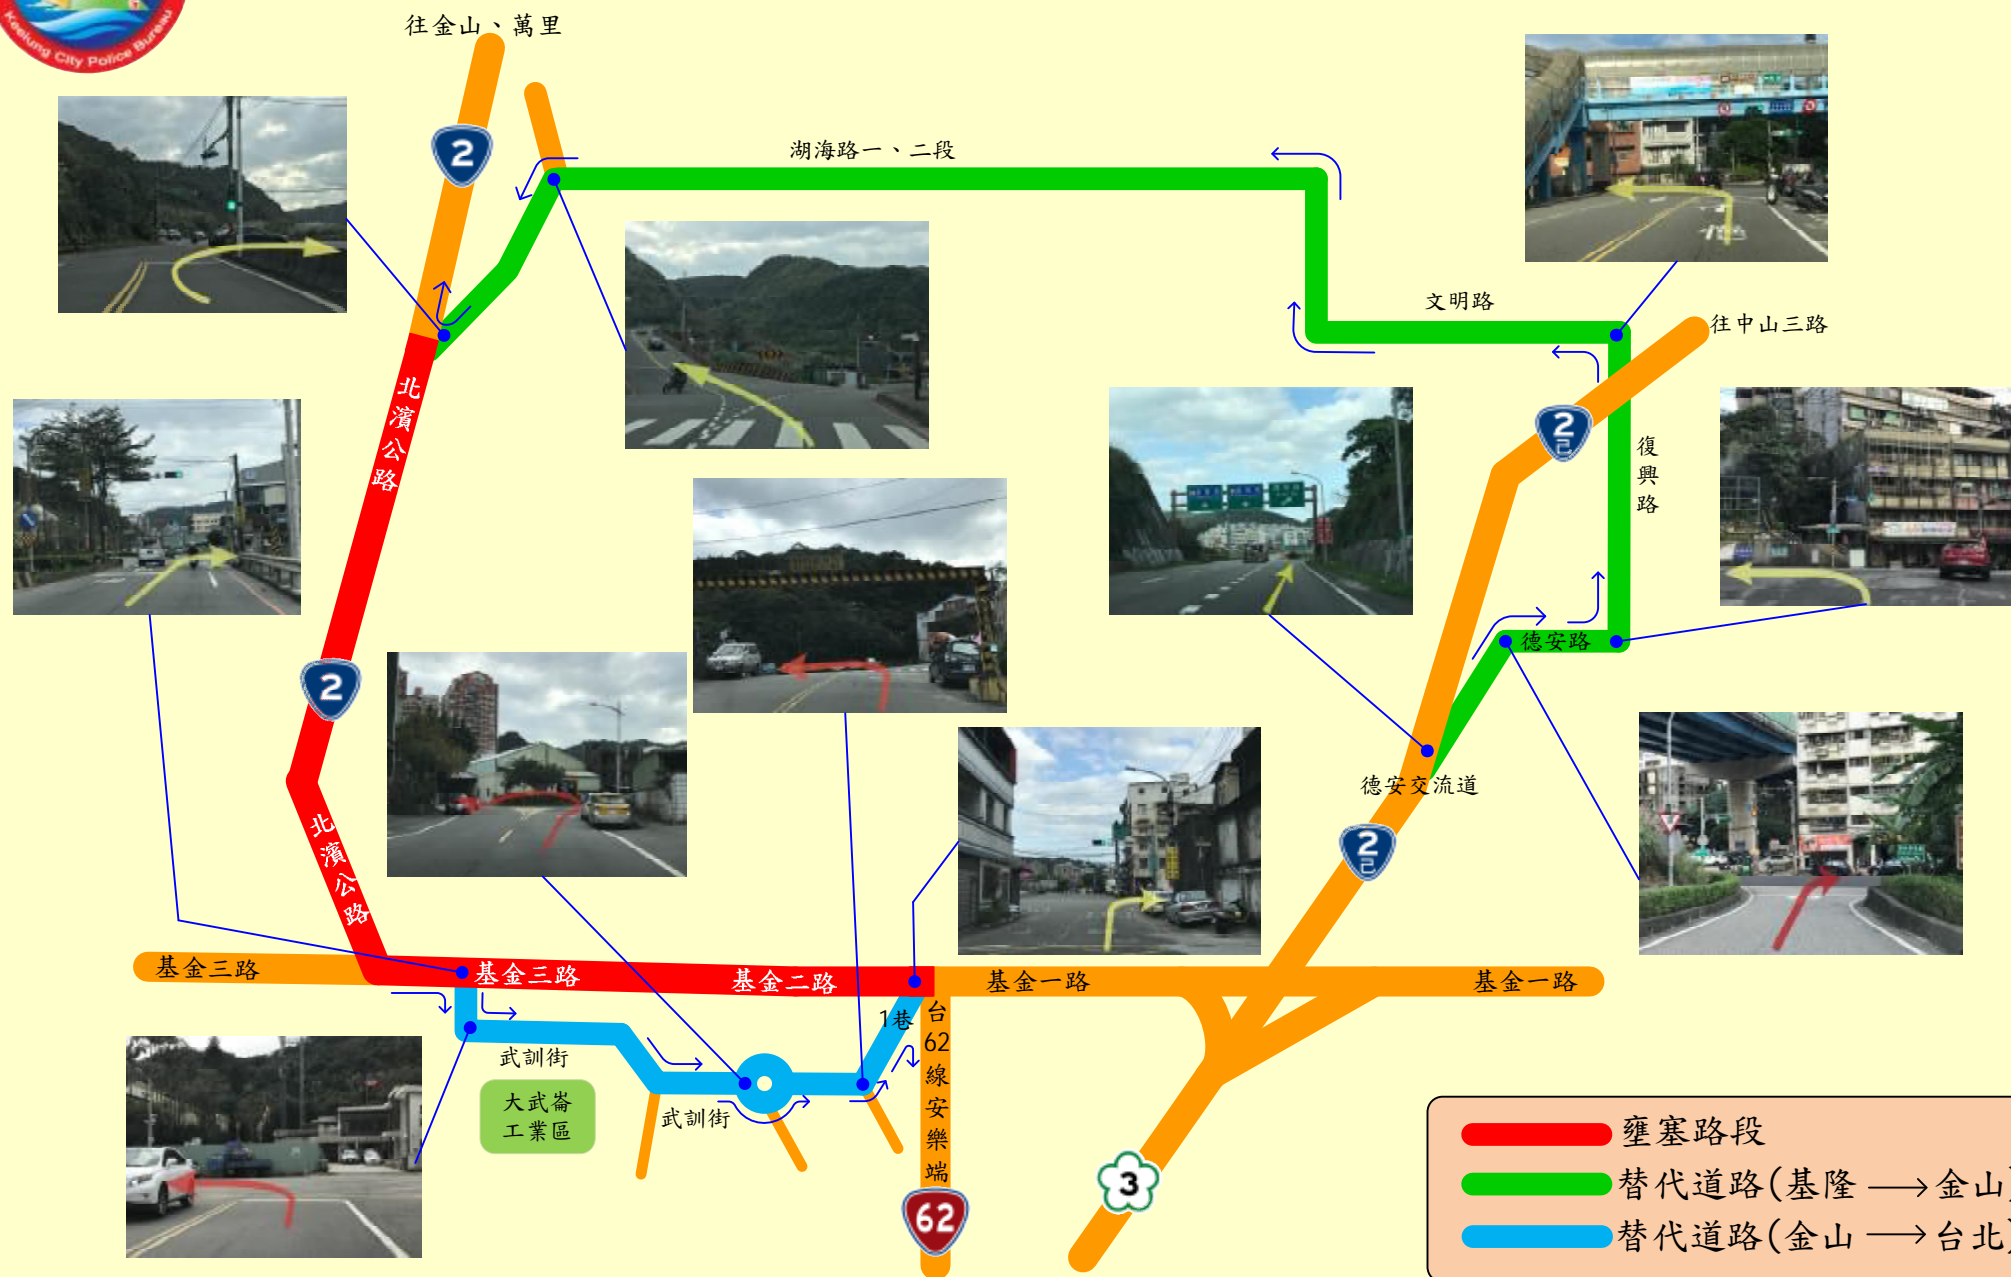 Keelung City Police Bureau
往金山、萬里
2
湖海路一、二段
文明路
往中山三路
北濱公路
2己
復興路
德安路
2
德安交流道
2己
北濱公路
基金三路
基金三路
基金二路
基金一路
基金一路
1巷
台62線安樂端
武訓街
大武崙
工業區
武訓街
3
62
壅塞路段
替代道路(基隆→金山)
替代道路(金山→台北)